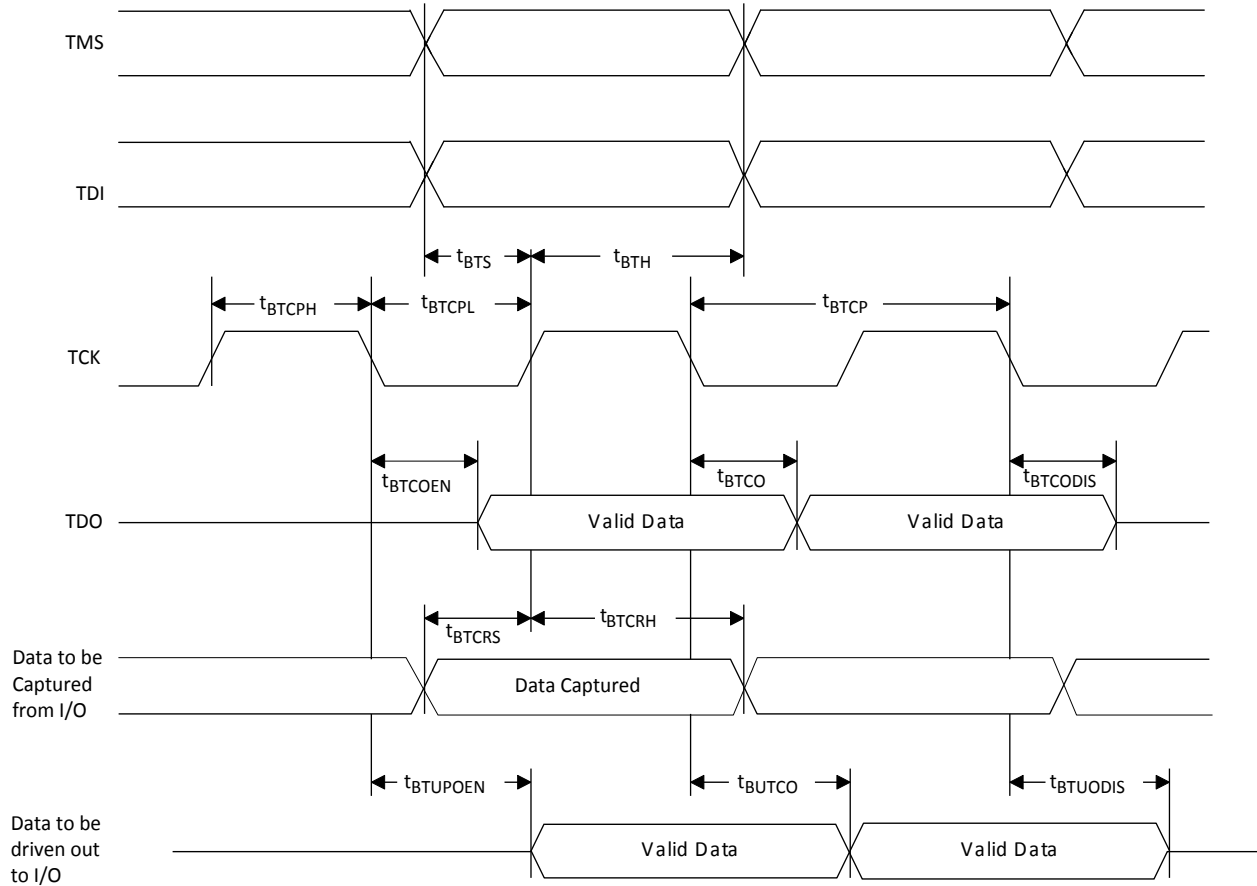 TMS
TDI
tBTS
tBTH
tBTCPH
tBTCPL
tBTCP
TCK
tBTCOEN
tBTCO
tBTCODIS
TDO
Valid Data
Valid Data
tBTCRS
tBTCRH
Data to be
Captured
from I/O
Data Captured
tBTUPOEN
tBUTCO
tBTUODIS
Data to be
driven out
to I/O
Valid Data
Valid Data